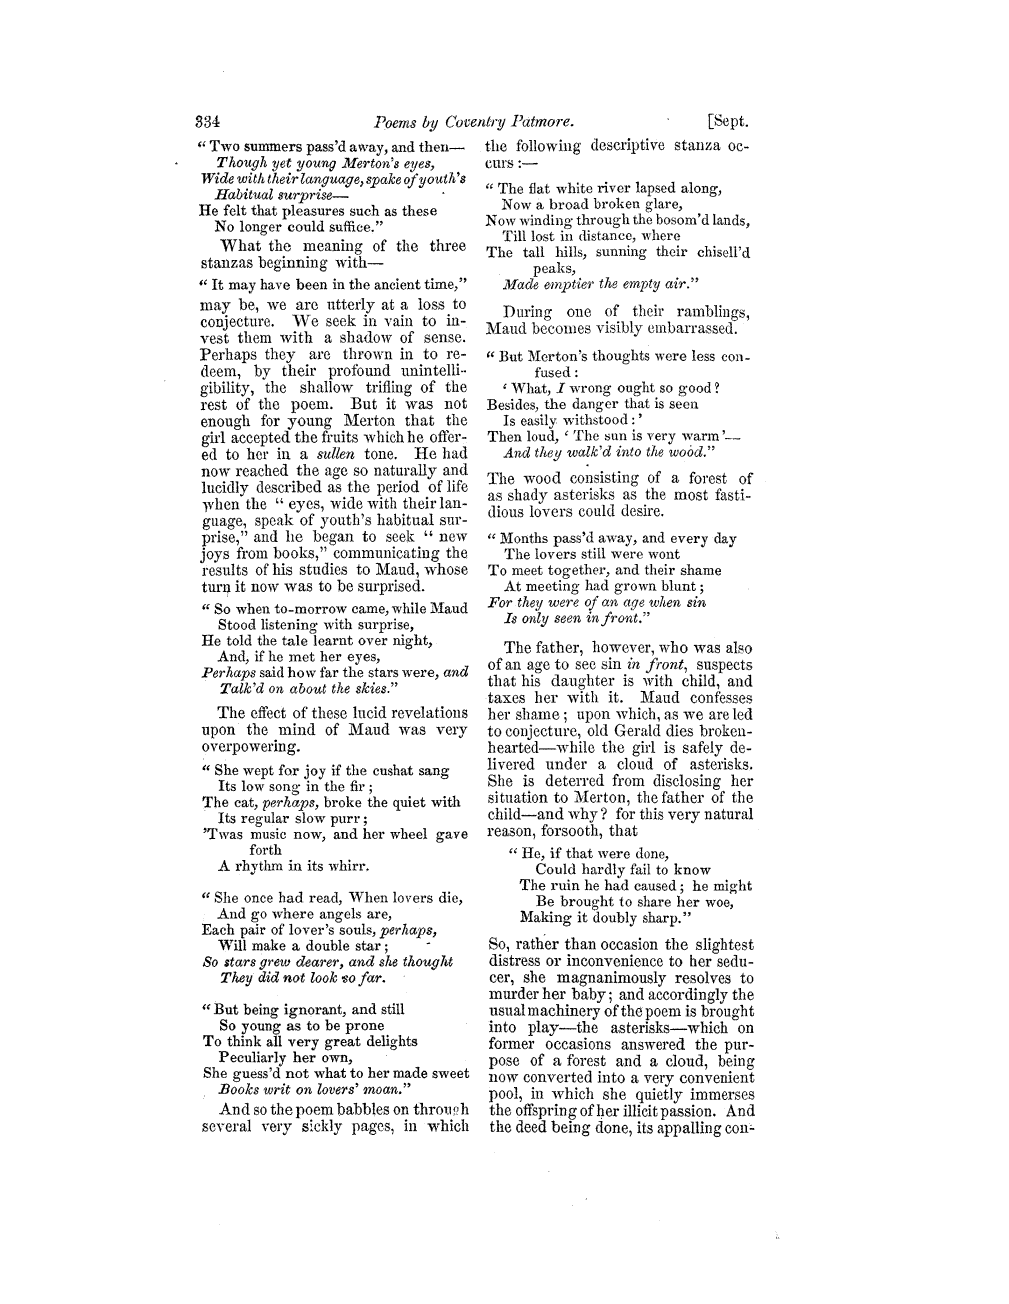 334 Poems by Coventry Patmore. [Sept.
“ Two summers pass'd away, and then—
Though yet young Merton's eyes,
Wide with their language, spake of youth's
Habitual surprise—
He felt that pleasures such as these
No longer could suffice.”
What the meaning of the three
stanzas beginning with—
“ It may have been in the ancient time,”
may be, we are utterly at a loss to
conjecture. We seek in vain to in-
vest them with a shadow of sense.
Perhaps they are thrown in to re-
deem, by their profound unintelli-
gibility, the shallow trifling of the
rest of the poem. But it was not
enough for young Merton that the
girl accepted the fruits which he offer-
ed to her in a sullen tone. He had
now reached the age so naturally and
lucidly described as the period of life
when the “ eyes, wide with their lan-
guage, speak of youth's habitual sur-
prise,” and he began to seek “ new
joys from books,” communicating the
results of his studies to Maud, whose
turn it now was to be surprised.
“ So when to-morrow came, while Maud
Stood listening with surprise,
He told the tale learnt over night,
And, if he met her eyes,
Perhaps said how far the stars were, and
Talk'd on about the skies.”
The effect of these lucid revelations
upon the mind of Maud was very
overpowering.
“ She wept for joy if the cushat sang
Its low song in the fir ;
The cat, perhaps, broke the quiet with
Its regular slow purr ;
'Twas music now, and her wheel gave
forth
A rhythm in its whirr.
“ She once had read, When lovers die,
And go where angels are,
Each pair of lover's souls, perhaps,
Will make a double star ;
So stars grew dearer, and she thought
They did not look so far.
“ But being ignorant, and still
So young as to be prone
To think all very great delights
Peculiarly her own,
She guess'd not what to her made sweet
Books writ on lovers' moan.”
And so the poem babbles on through
several very sickly pages, in which
the following descriptive stanza oc-
curs :—
“ The flat white river lapsed along,
Now a broad broken glare,
Now winding through the bosom'd lands,
Till lost in distance, where
The tall hills, sunning their chisell'd
peaks,
Made emptier the empty air.”
During one of their ramblings,
Maud becomes visibly embarrassed.
“ But Merton's thoughts were less con-
fused :
‘ What, I wrong ought so good ?
Besides, the danger that is seen
Is easily withstood :’
Then loud, ‘ The sun is very warm ’—
And they walk'd into the wood.”
The wood consisting of a forest of
as shady asterisks as the most fasti-
dious lovers could desire.
“ Months pass'd away, and every day
The lovers still were wont
To meet together, and their shame
At meeting had grown blunt ;
For they were of an age when sin
Is only seen in front.”
The father, however, who was also
of an age to see sin in front, suspects
that his daughter is with child, and
taxes her with it. Maud confesses
her shame ; upon which, as we are led
to conjecture, old Gerald dies broken-
hearted—while the girl is safely de-
livered under a cloud of asterisks.
She is deterred from disclosing her
situation to Merton, the father of the
child—and why ? for this very natural
reason, forsooth, that
“ He, if that were done,
Could hardly fail to know
The ruin he had caused ; he might
Be brought to share her woe,
Making it doubly sharp.”
So, rather than occasion the slightest
distress or inconvenience to her sedu-
cer, she magnanimously resolves to
murder her baby ; and accordingly the
usual machinery of the poem is brought
into play—the asterisks—which on
former occasions answered the pur-
pose of a forest and a cloud, being
now converted into a very convenient
pool, in which she quietly immerses
the offspring of her illicit passion. And
the deed being done, its appalling con-